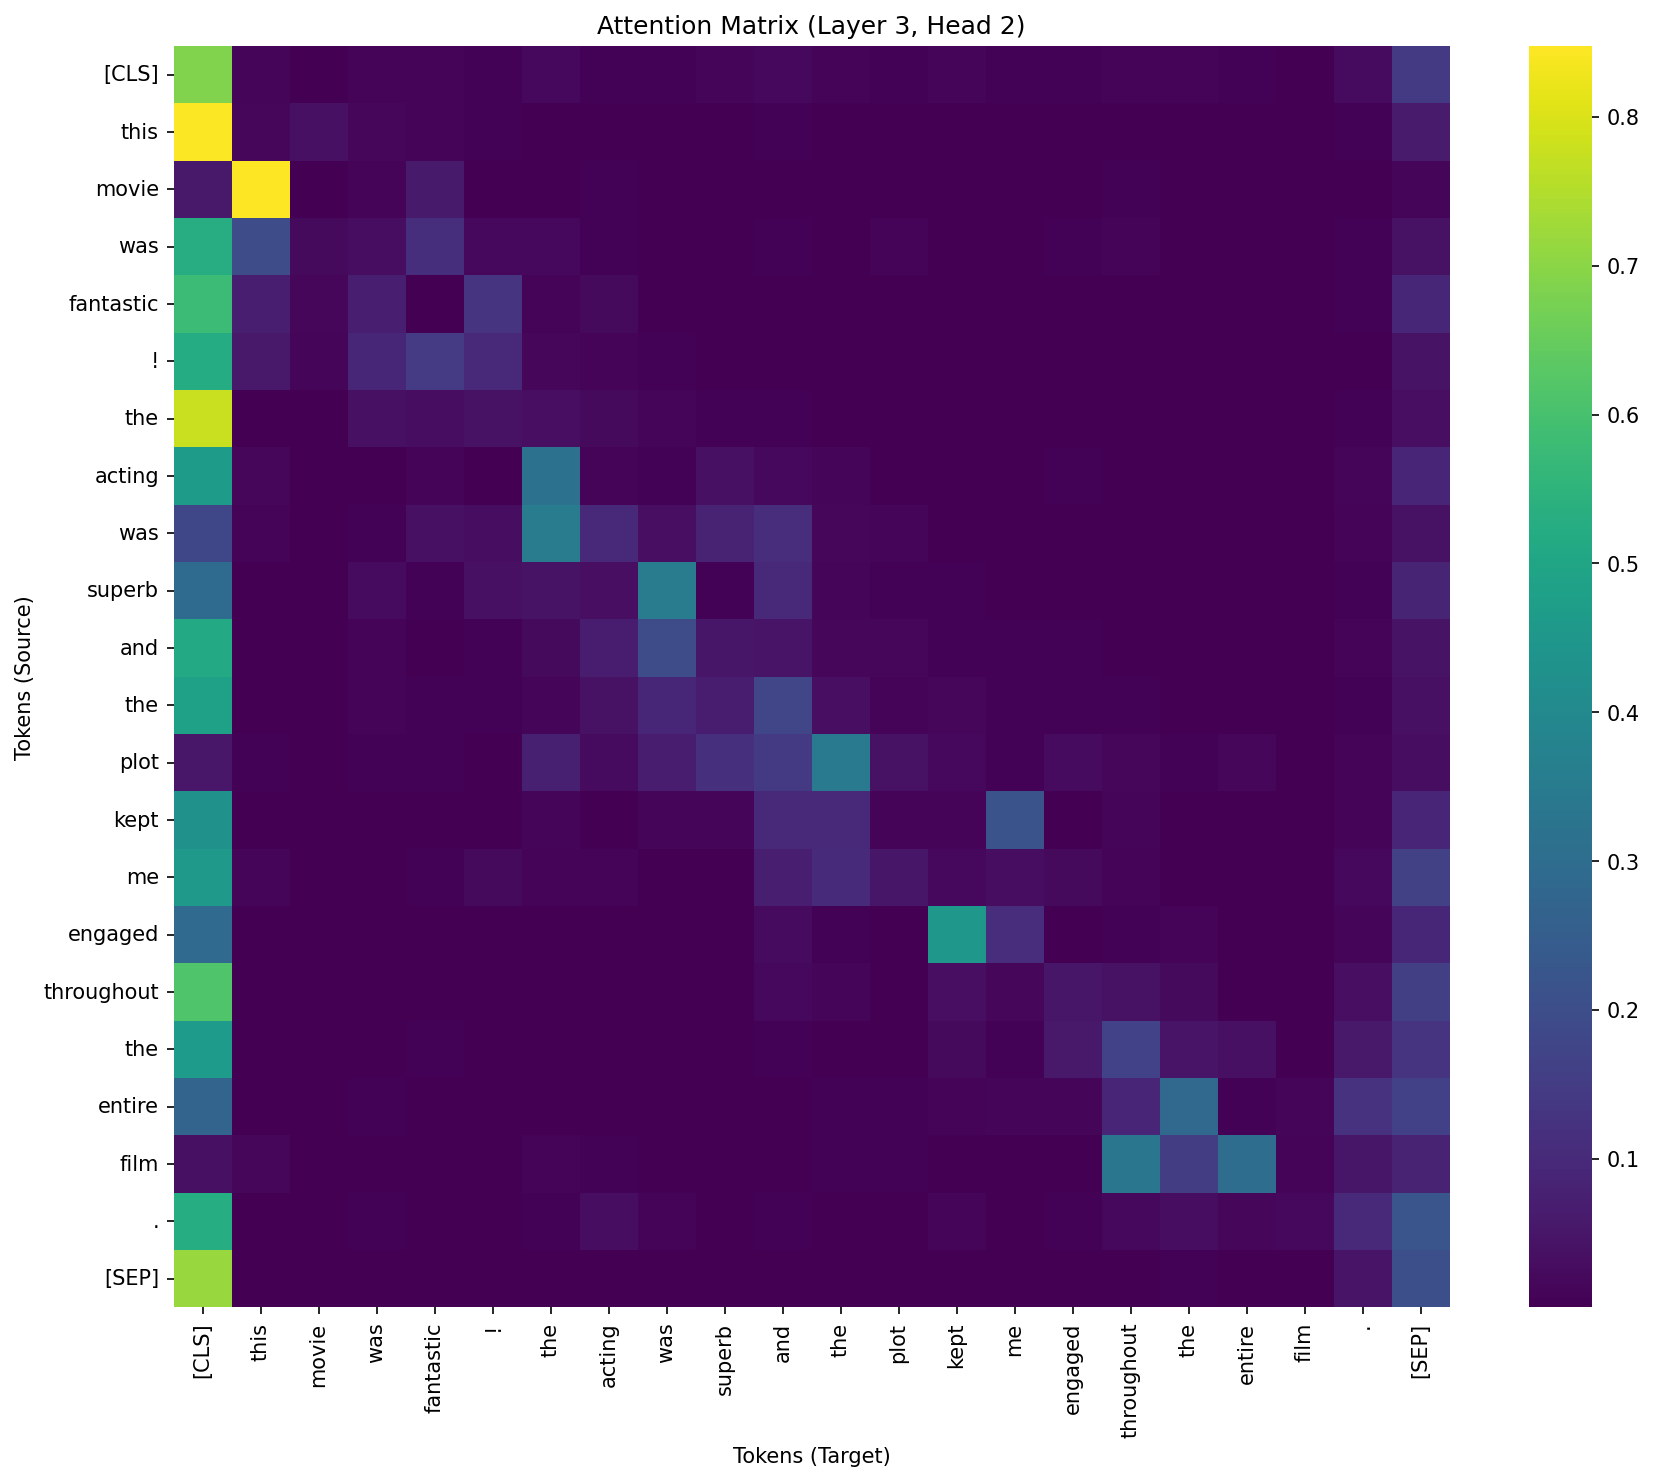 Attention Matrix (Layer 3, Head 2)
[CLS]
this
movie
was
fantastic
!
the
acting
was
superb
and
the
plot
kept
me
engaged
throughout
the
entire
film
.
[SEP]
Tokens (Source)
[CLS]
this
movie
was
fantastic
!
the
acting
was
superb
and
the
plot
kept
me
engaged
throughout
the
entire
film
.
[SEP]
Tokens (Target)
0.8
0.7
0.6
0.5
0.4
0.3
0.2
0.1